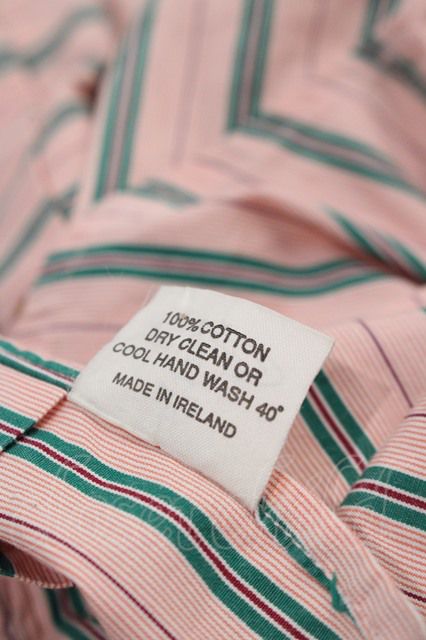 100% COTTON
DRY CLEAN OR
COOL HAND WASH 40°
MADE IN IRELAND